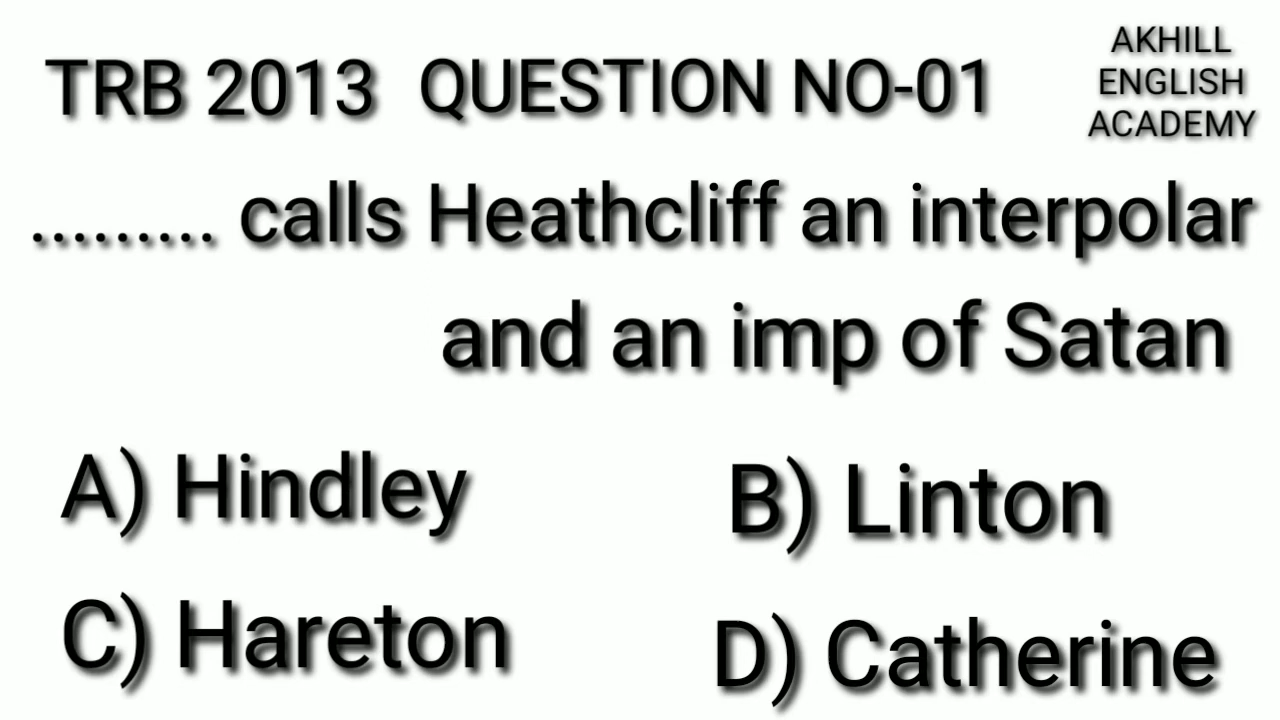 TRB 2013 QUESTION NO-01
AKHILL
ENGLISH
ACADEMY
......... calls Heathcliff an interpolar
and an imp of Satan
A) Hindley
B) Linton
C) Hareton
D) Catherine